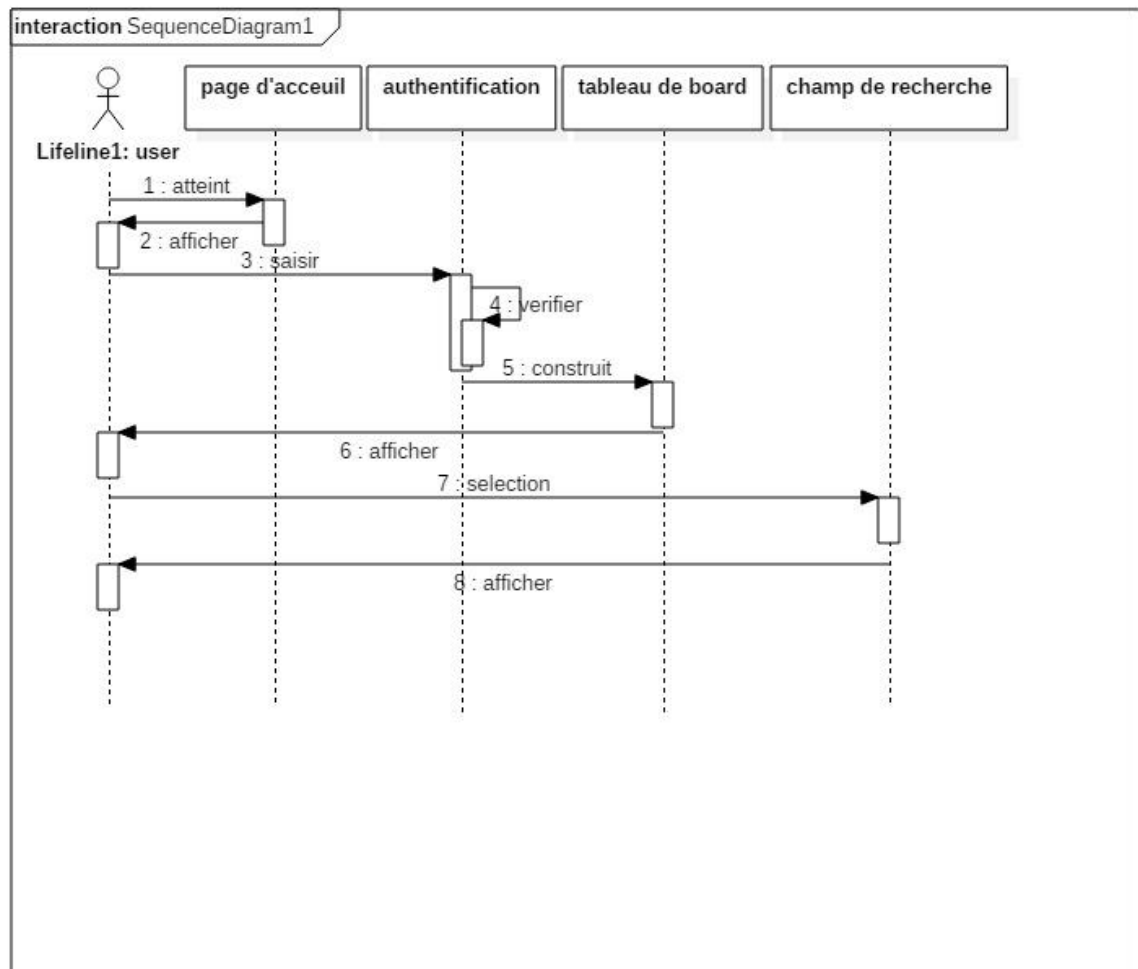 interaction SequenceDiagram1
page d'acceuil
authentification
tableau de board
champ de recherche
Lifeline1: user
1 : atteint
2 : afficher
3 : saisir
4 : verifier
5 : construit
6 : afficher
7 : selection
8 : afficher